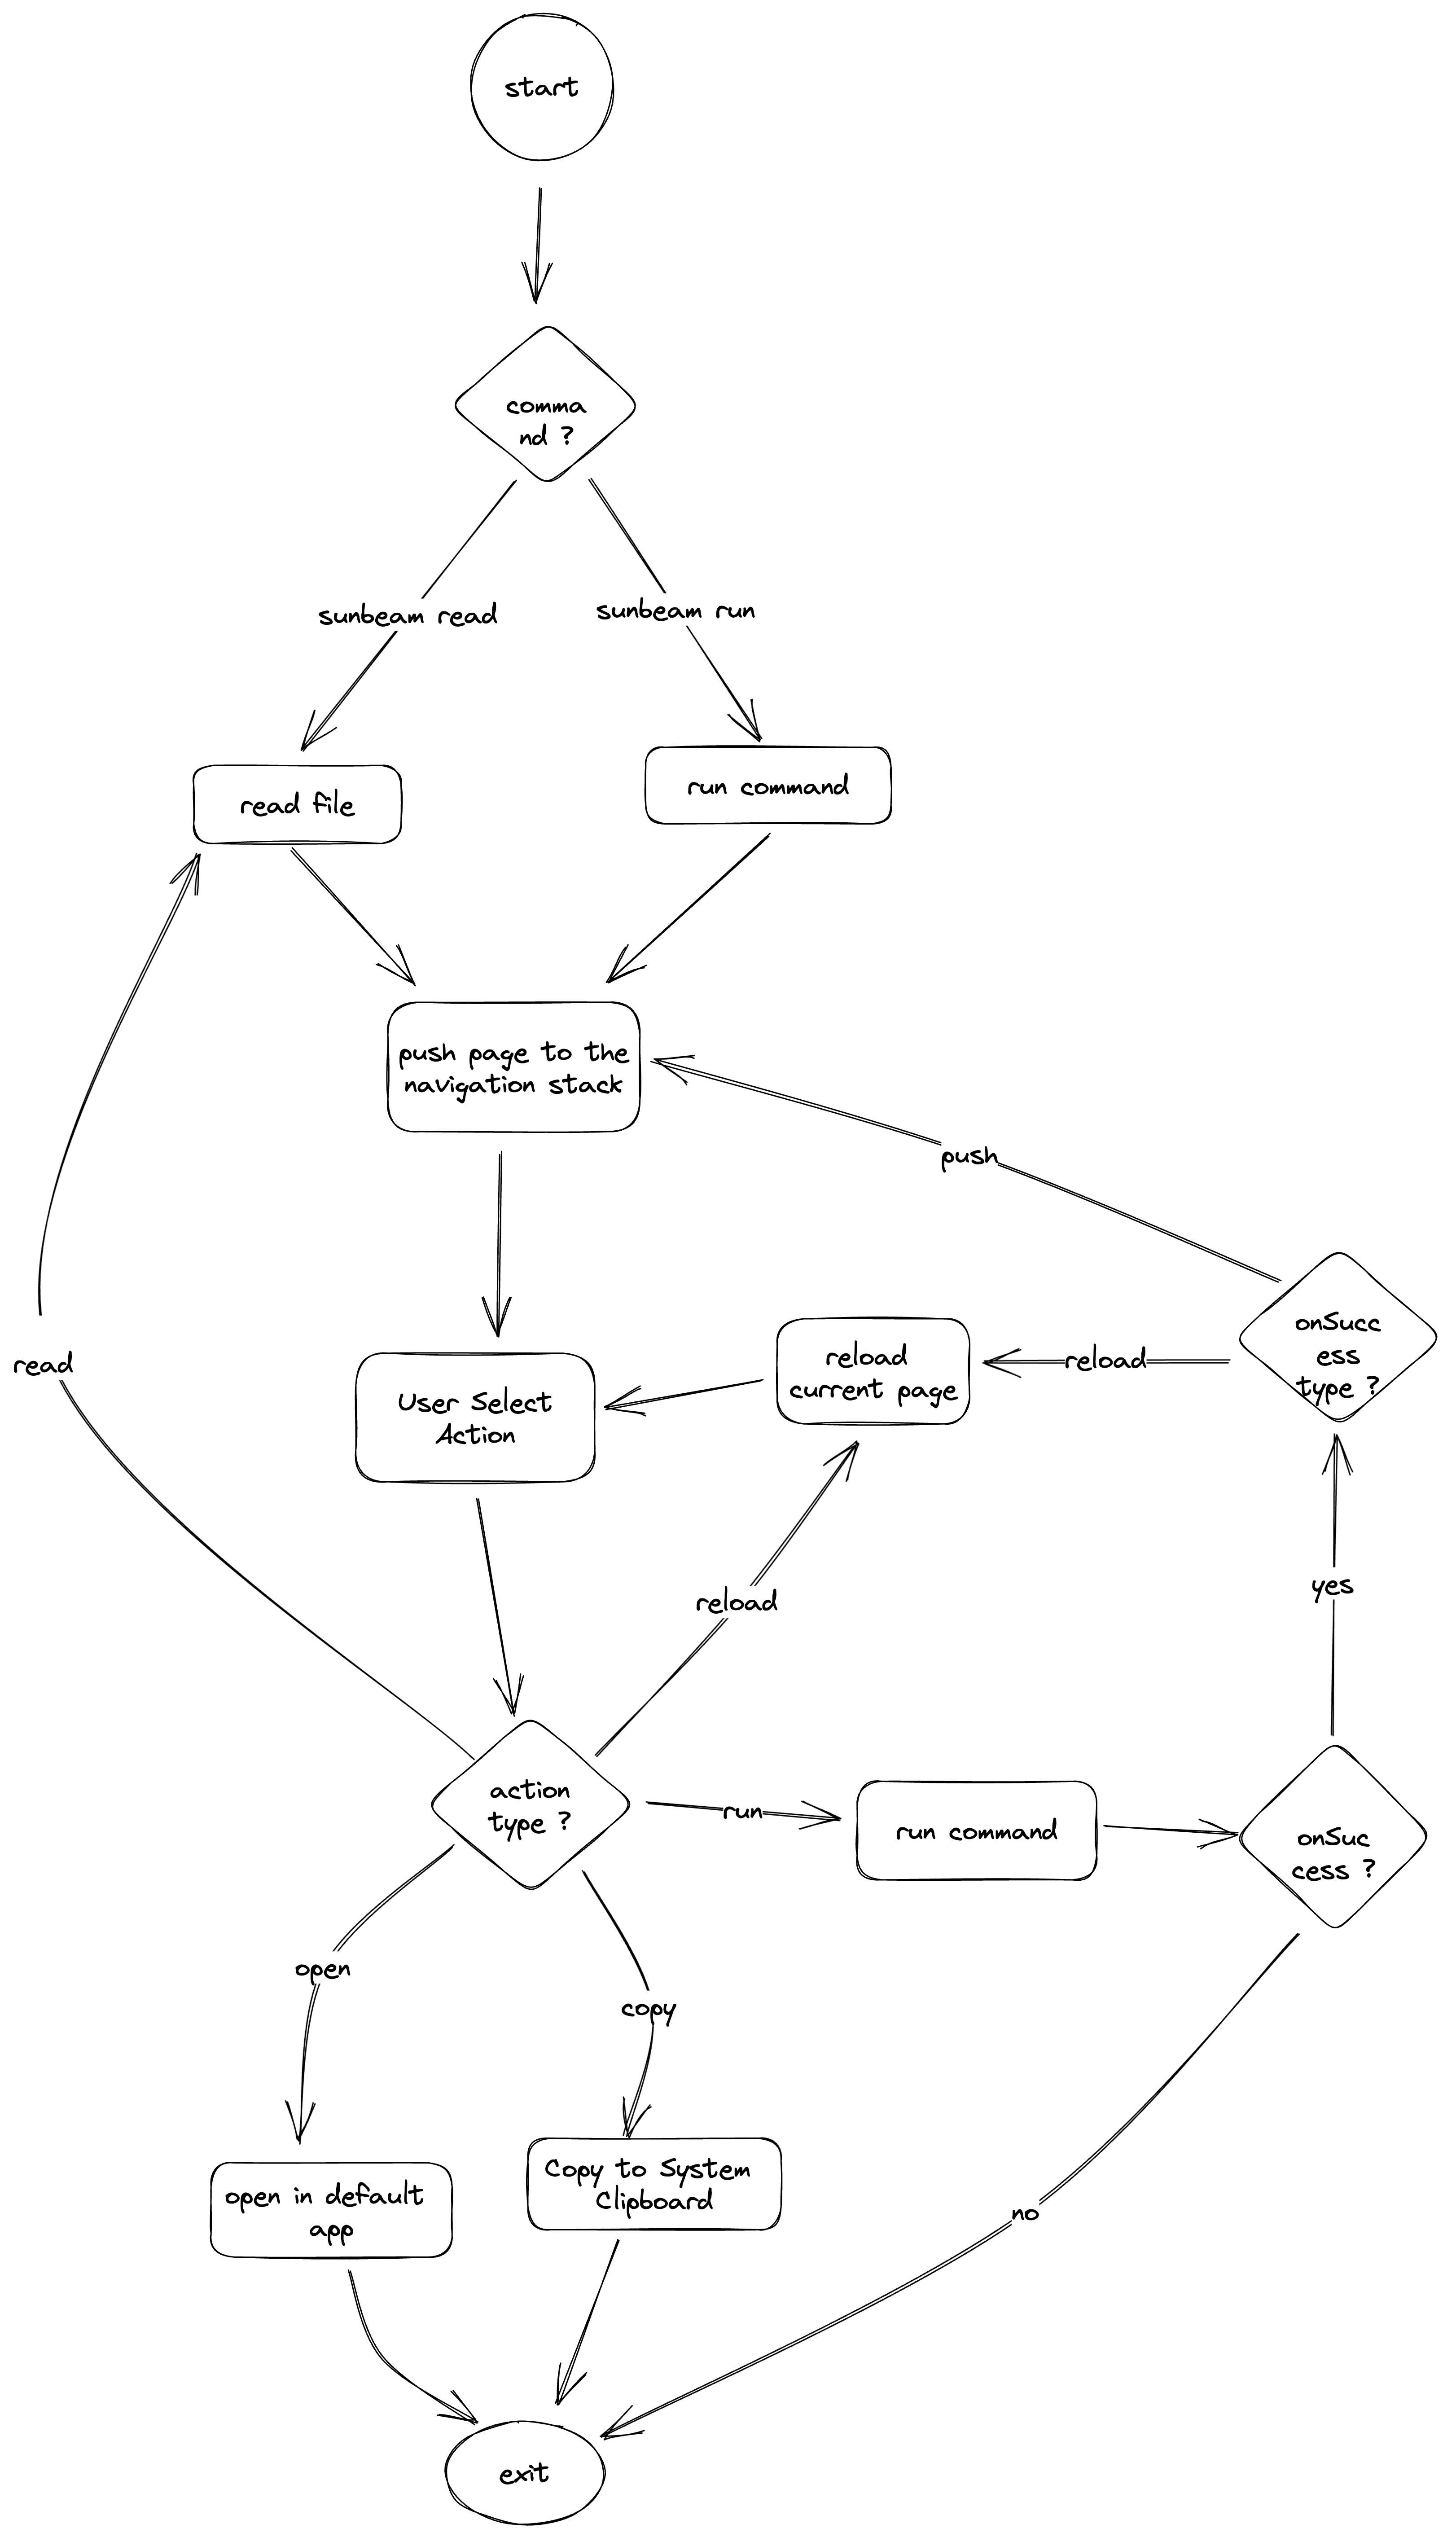 start
comma
nd ?
sunbeam read
sunbeam run
read file
run command
push page to the
navigation stack
push
onSucc
ess
type ?
reload
current page
reload
read
User Select
Action
yes
reload
action
type ?
run
run command
onSuc
cess ?
open
copy
Copy to System
Clipboard
open in default
app
no
exit